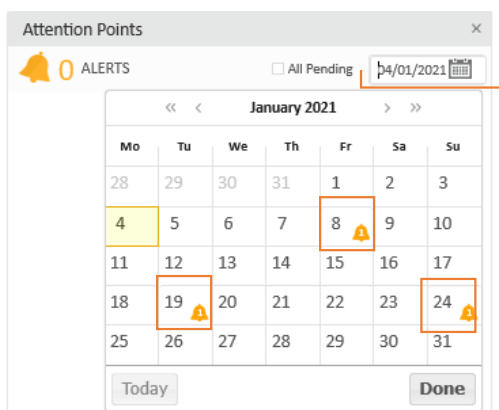 Attention Points ×
0 ALERTS All Pending 04/01/2021
« ‹ January 2021 › »
Mo Tu We Th Fr Sa Su
28 29 30 31 1 2 3
4 5 6 7 8 1 9 10
11 12 13 14 15 16 17
18 19 1 20 21 22 23 24 1
25 26 27 28 29 30 31
Today Done